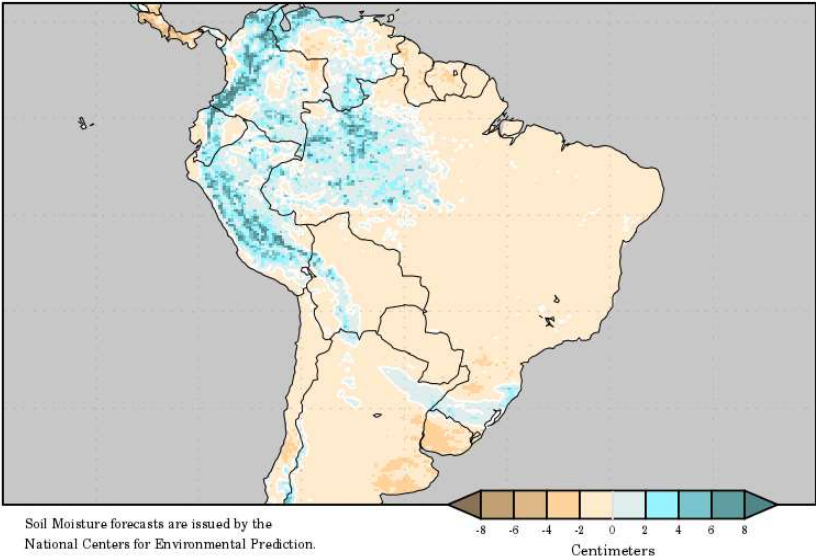 Soil Moisture forecasts are issued by the
National Centers for Environmental Prediction.
-8 -6 -4 -2 0 2 4 6 8
Centimeters